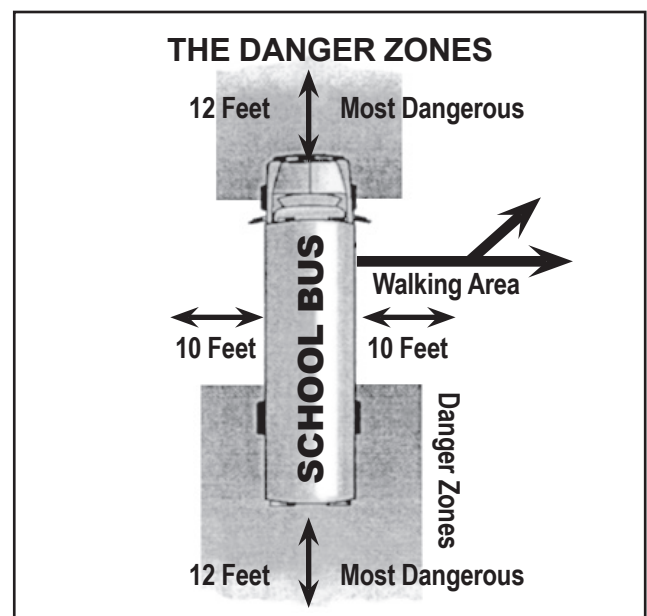 THE DANGER ZONES
12 Feet Most Dangerous
SCHOOL BUS
Walking Area
10 Feet 10 Feet
Danger Zones
12 Feet Most Dangerous